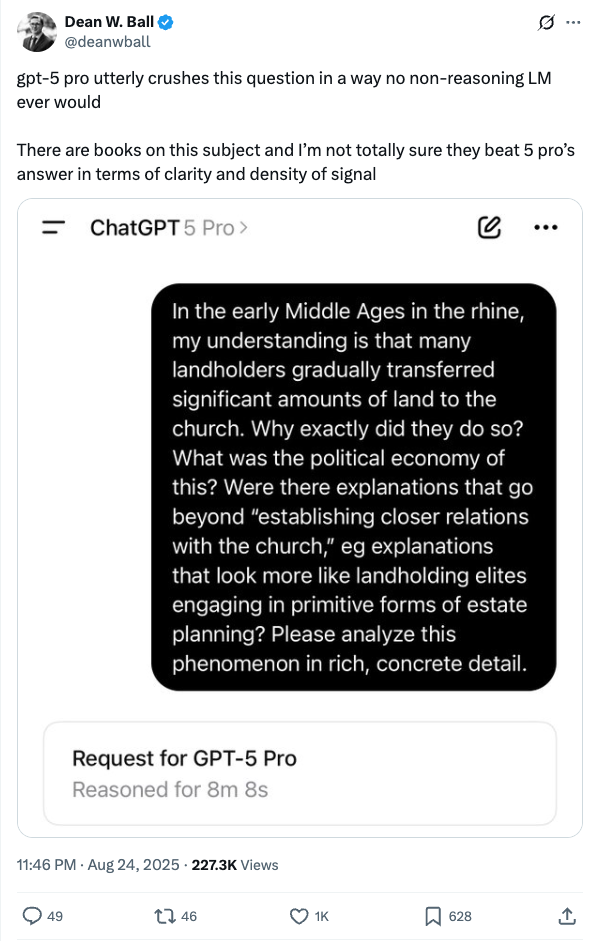 Dean W. Ball
@deanwball
gpt-5 pro utterly crushes this question in a way no non-reasoning LM
ever would
There are books on this subject and I’m not totally sure they beat 5 pro’s
answer in terms of clarity and density of signal
ChatGPT 5 Pro >
In the early Middle Ages in the rhine,
my understanding is that many
landholders gradually transferred
significant amounts of land to the
church. Why exactly did they do so?
What was the political economy of
this? Were there explanations that go
beyond “establishing closer relations
with the church,” eg explanations
that look more like landholding elites
engaging in primitive forms of estate
planning? Please analyze this
phenomenon in rich, concrete detail.
Request for GPT-5 Pro
Reasoned for 8m 8s
11:46 PM · Aug 24, 2025 · 227.3K Views
49 46 1K 628